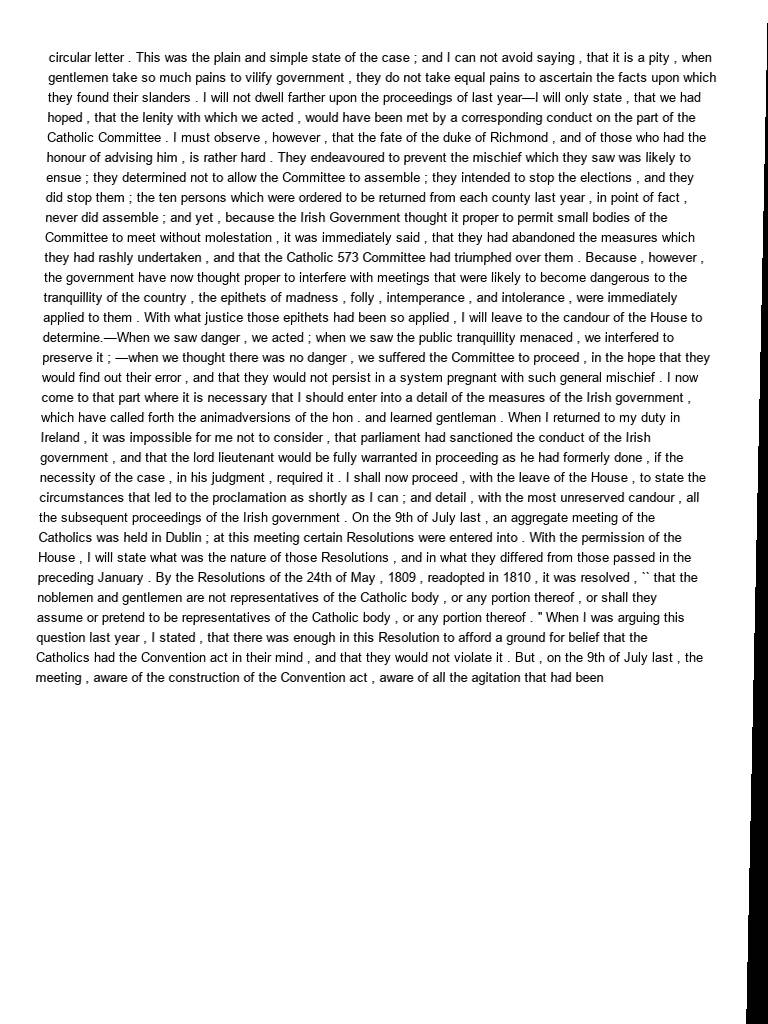 circular letter . This was the plain and simple state of the case ; and I can not avoid saying , that it is a pity , when
gentlemen take so much pains to vilify government , they do not take equal pains to ascertain the facts upon which
they found their slanders . I will not dwell farther upon the proceedings of last year—I will only state , that we had
hoped , that the lenity with which we acted , would have been met by a corresponding conduct on the part of the
Catholic Committee . I must observe , however , that the fate of the duke of Richmond , and of those who had the
honour of advising him , is rather hard . They endeavoured to prevent the mischief which they saw was likely to
ensue ; they determined not to allow the Committee to assemble ; they intended to stop the elections , and they
did stop them ; the ten persons which were ordered to be returned from each county last year , in point of fact ,
never did assemble ; and yet , because the Irish Government thought it proper to permit small bodies of the
Committee to meet without molestation , it was immediately said , that they had abandoned the measures which
they had rashly undertaken , and that the Catholic 573 Committee had triumphed over them . Because , however ,
the government have now thought proper to interfere with meetings that were likely to become dangerous to the
tranquillity of the country , the epithets of madness , folly , intemperance , and intolerance , were immediately
applied to them . With what justice those epithets had been so applied , I will leave to the candour of the House to
determine.—When we saw danger , we acted ; when we saw the public tranquillity menaced , we interfered to
preserve it ; —when we thought there was no danger , we suffered the Committee to proceed , in the hope that they
would find out their error , and that they would not persist in a system pregnant with such general mischief . I now
come to that part where it is necessary that I should enter into a detail of the measures of the Irish government ,
which have called forth the animadversions of the hon . and learned gentleman . When I returned to my duty in
Ireland , it was impossible for me not to consider , that parliament had sanctioned the conduct of the Irish
government , and that the lord lieutenant would be fully warranted in proceeding as he had formerly done , if the
necessity of the case , in his judgment , required it . I shall now proceed , with the leave of the House , to state the
circumstances that led to the proclamation as shortly as I can ; and detail , with the most unreserved candour , all
the subsequent proceedings of the Irish government . On the 9th of July last , an aggregate meeting of the
Catholics was held in Dublin ; at this meeting certain Resolutions were entered into . With the permission of the
House , I will state what was the nature of those Resolutions , and in what they differed from those passed in the
preceding January . By the Resolutions of the 24th of May , 1809 , readopted in 1810 , it was resolved , `` that the
noblemen and gentlemen are not representatives of the Catholic body , or any portion thereof , or shall they
assume or pretend to be representatives of the Catholic body , or any portion thereof . '' When I was arguing this
question last year , I stated , that there was enough in this Resolution to afford a ground for belief that the
Catholics had the Convention act in their mind , and that they would not violate it . But , on the 9th of July last , the
meeting , aware of the construction of the Convention act , aware of all the agitation that had been